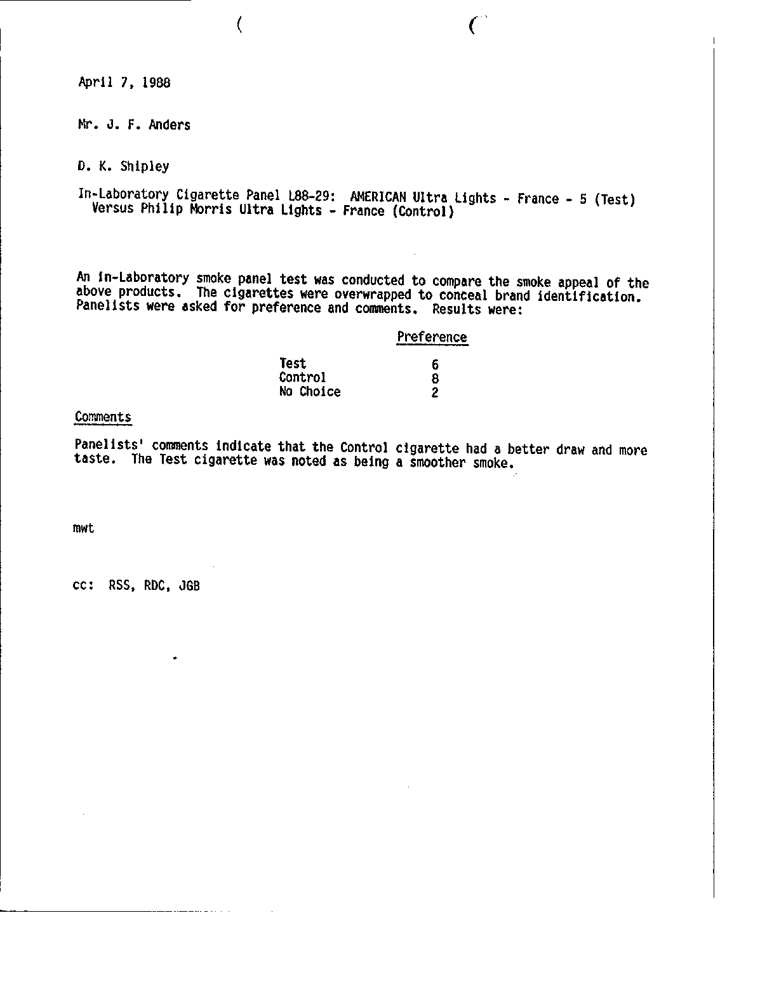 April 7, 1988
Mr. J. F. Anders
D. K. Shipley
In-Laboratory Cigarette Panel L88-29: AMERICAN Ultra Lights - France - 5 (Test)
Versus Philip Morris Ultra Lights - France (Control)
An in-Laboratory smoke panel test was conducted to compare the smoke appeal of the
above products. The cigarettes were overwrapped to conceal brand identification.
Panelists were asked for preference and comments. Results were:
Preference
Test 6
Control 8
No Choice 2
Comments
Panelists' comments indicate that the Control cigarette had a better draw and more
taste. The Test cigarette was noted as being a smoother smoke.
mwt
cc: RSS, RDC, JGB